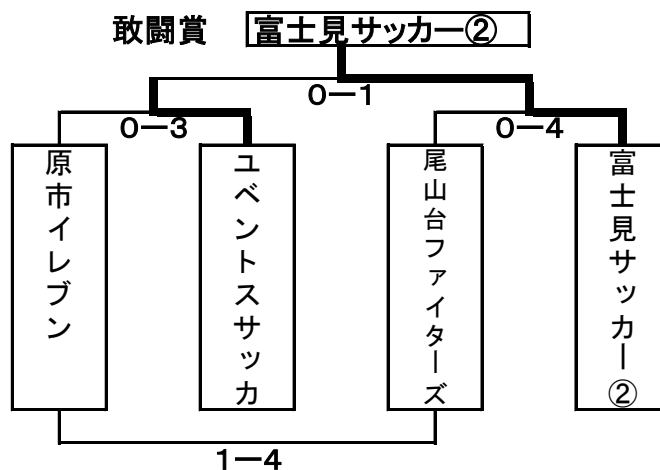 敢闘賞 富士見サッカー②
0ー1
0ー3 0ー4
原市イレブン
ユベントスサッカ
尾山台ファイターズ
富士見サッカー②
1ー4